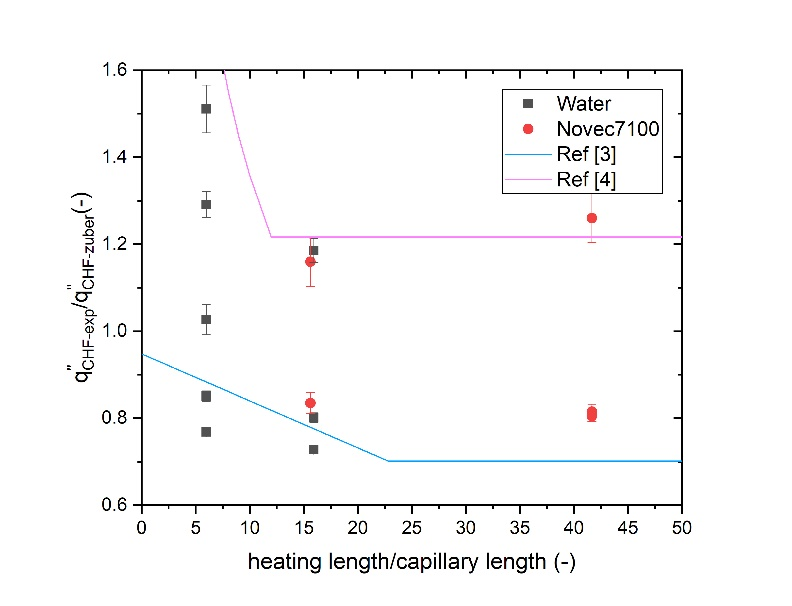 1.6
1.4
1.2
1.0
0.8
0.6
q"CHF-exp/q"CHF-zuber(-)
Water
Novec7100
Ref [3]
Ref [4]
0 5 10 15 20 25 30 35 40 45 50
heating length/capillary length (-)